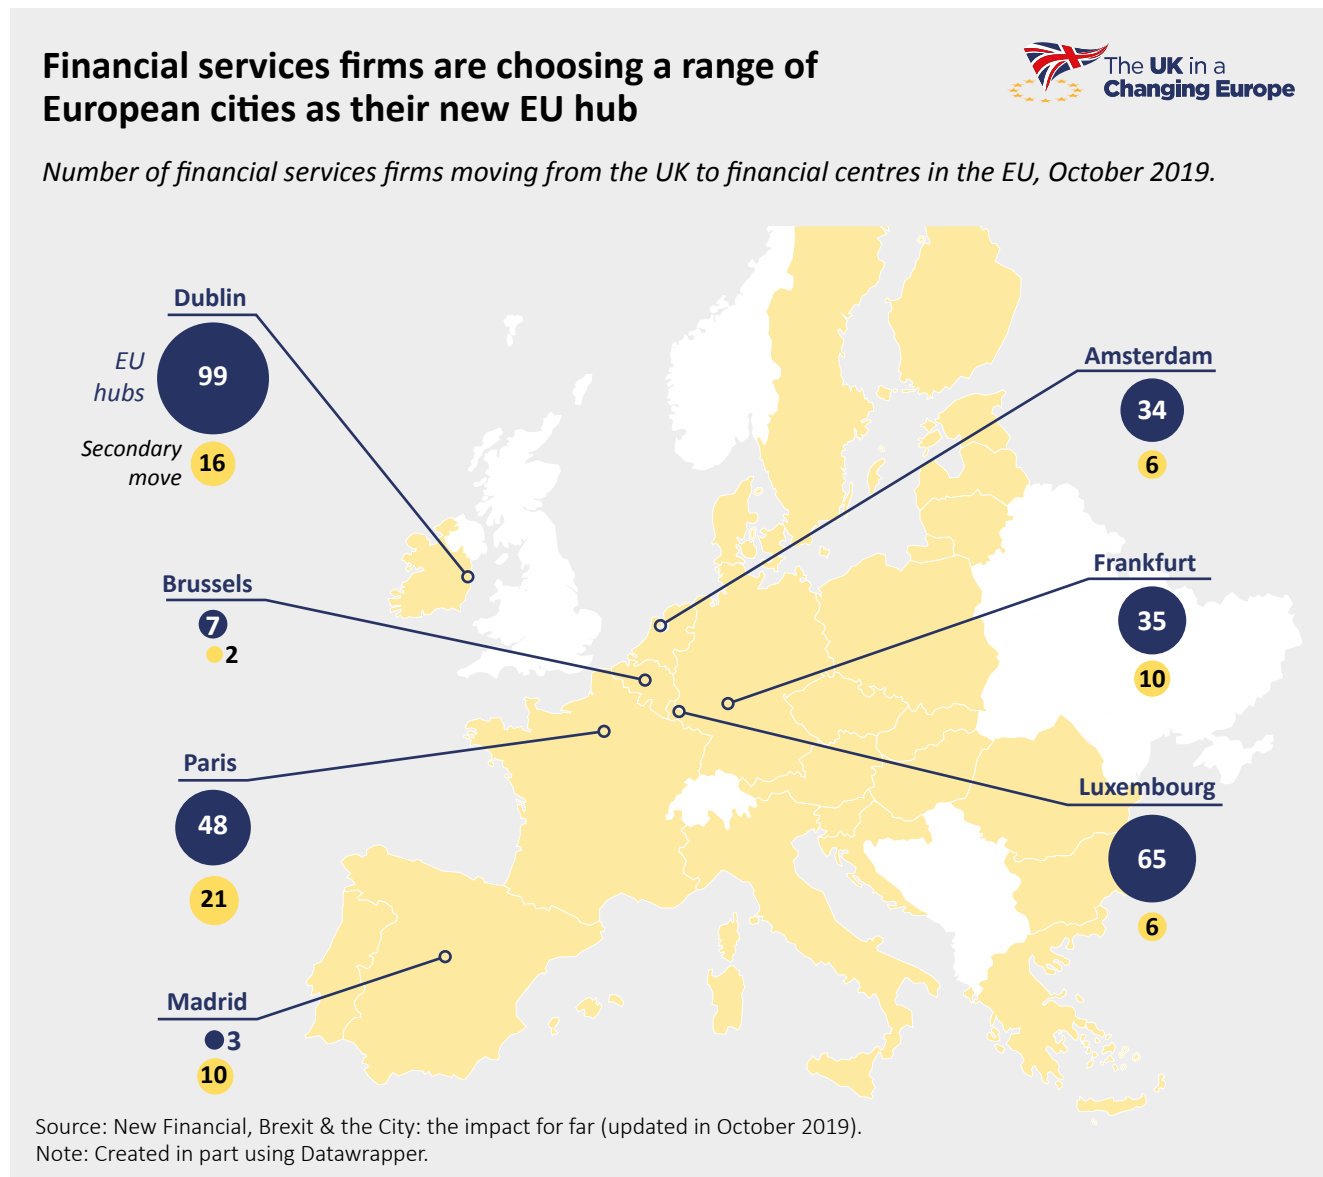 Financial services firms are choosing a range of
European cities as their new EU hub
The UK in a
Changing Europe
Number of financial services firms moving from the UK to financial centres in the EU, October 2019.
Dublin
EU
hubs
99
Secondary
move
16
Amsterdam
34
6
Brussels
7
2
Frankfurt
35
10
Paris
48
21
Luxembourg
65
6
Madrid
3
10
Source: New Financial, Brexit & the City: the impact for far (updated in October 2019).
Note: Created in part using Datawrapper.